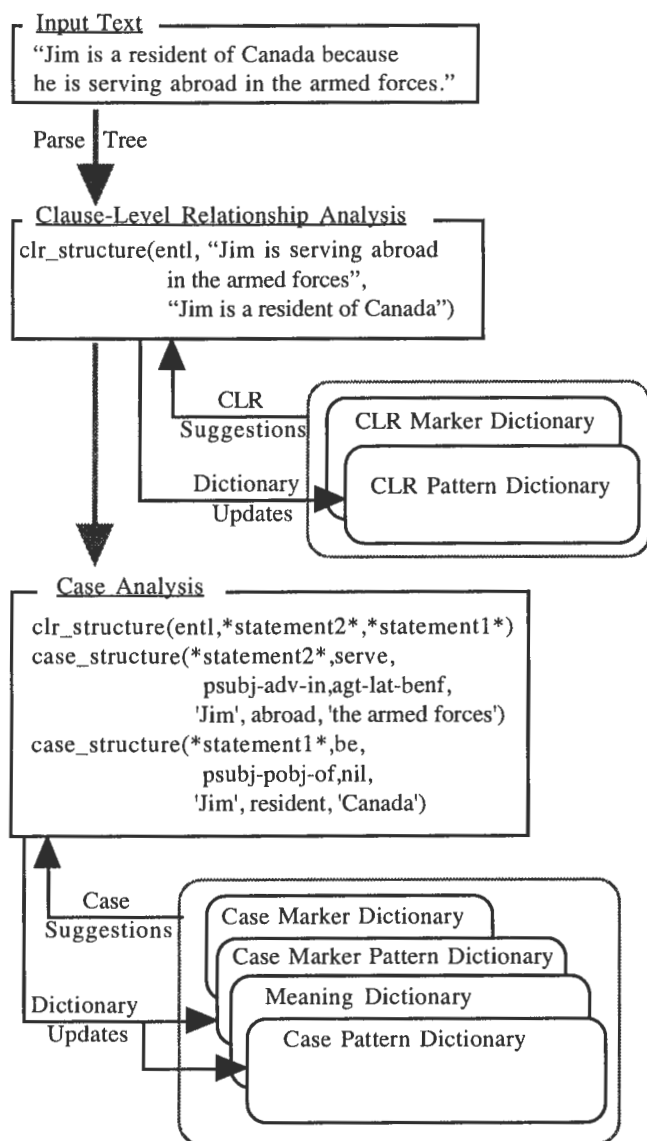 Input Text
“Jim is a resident of Canada because
he is serving abroad in the armed forces.”
Parse Tree
Clause-Level Relationship Analysis
clr_structure(entl, “Jim is serving abroad
in the armed forces”,
“Jim is a resident of Canada”)
CLR
Suggestions
CLR Marker Dictionary
Dictionary
Updates
CLR Pattern Dictionary
Case Analysis
clr_structure(entl,*statement2*,*statement1*)
case_structure(*statement2*,serve,
psubj-adv-in,agt-lat-benf,
'Jim', abroad, 'the armed forces')
case_structure(*statement1*,be,
psubj-pobj-of,nil,
'Jim', resident, 'Canada')
Case
Suggestions
Case Marker Dictionary
Case Marker Pattern Dictionary
Meaning Dictionary
Dictionary
Updates
Case Pattern Dictionary